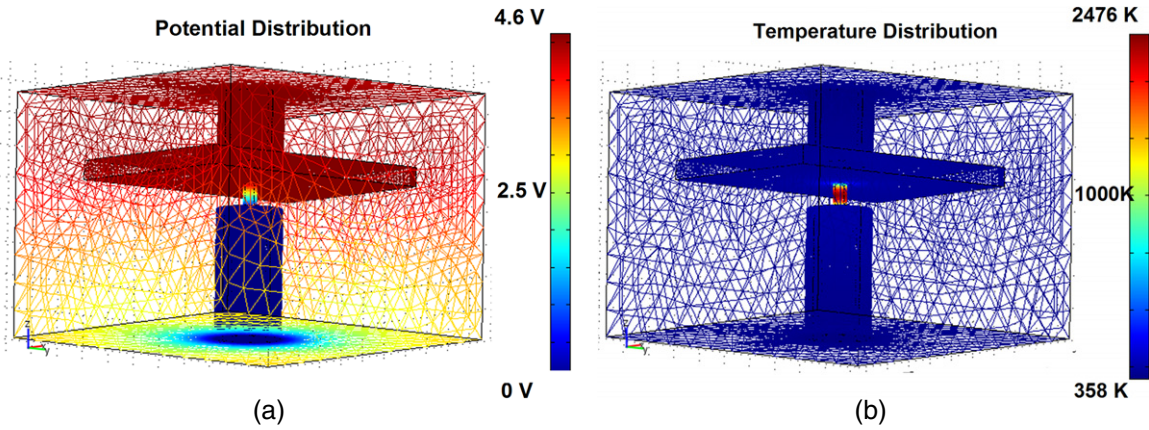 Potential Distribution
4.6 V
2.5 V
0 V
z
y
(a)
Temperature Distribution
2476 K
1000K
358 K
y
(b)